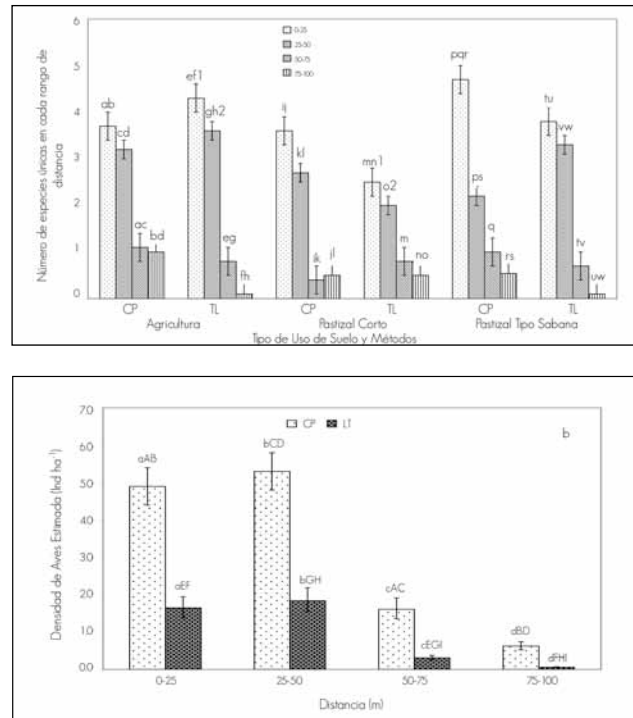 Número de especies únicas en cada rango de
distancia
6
5
4
3
2
1
0
0-25
25-50
50-75
75-100
ab
cd
ac
bd
ef1
gh2
eg
fh
ij
kl
ik
jl
mn1
o2
m
no
pqr
ps
q
rs
tu
vw
tv
uw
CP
TL
CP
TL
CP
TL
Agricultura
Pastizal Corto
Pastizal Tipo Sabana
Tipo de Uso de Suelo y Métodos
Densidad de Aves Estimada (Ind ha-1)
70
60
50
40
30
20
10
00
CP
LT
b
aAB
aEF
bCD
bGH
cAC
cEGI
dBD
dFHI
0-25
25-50
50-75
75-100
Distancia (m)